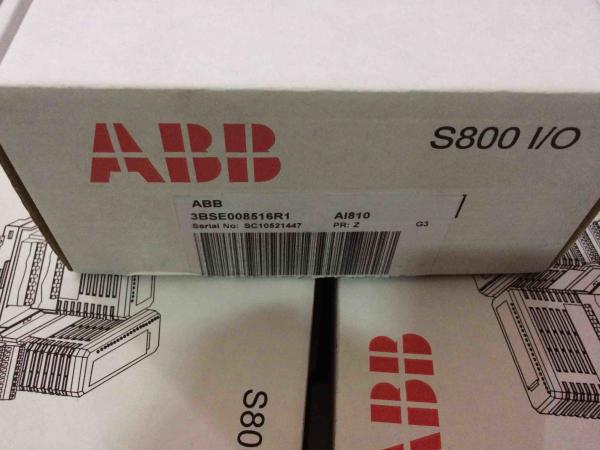 ABB
S800 I/O
ABB
3BSE008516R1 AI810
Serial No: SC10521447 PR: Z G3
S80
ABB